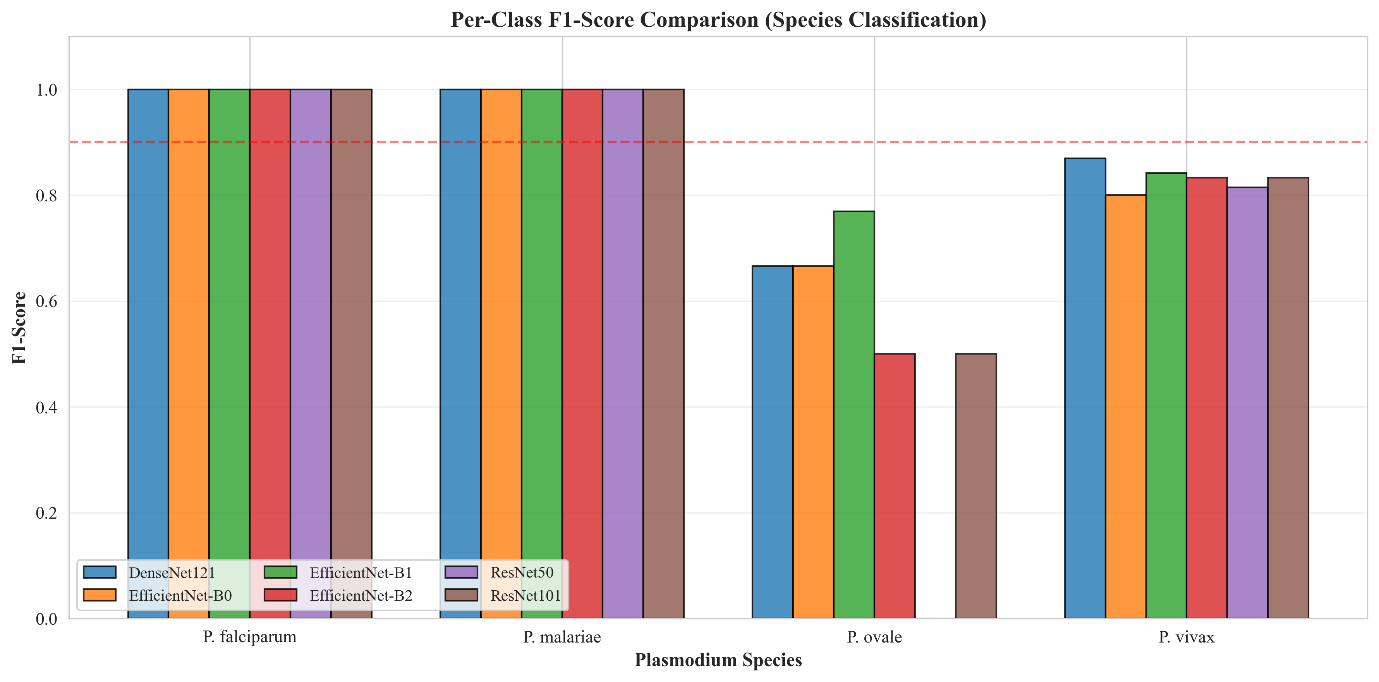 Per-Class F1-Score Comparison (Species Classification)
F1-Score
1.0
0.8
0.6
0.4
0.2
0.0
DenseNet121 EfficientNet-B1 ResNet50
EfficientNet-B0 EfficientNet-B2 ResNet101
P. falciparum P. malariae P. ovale P. vivax
Plasmodium Species